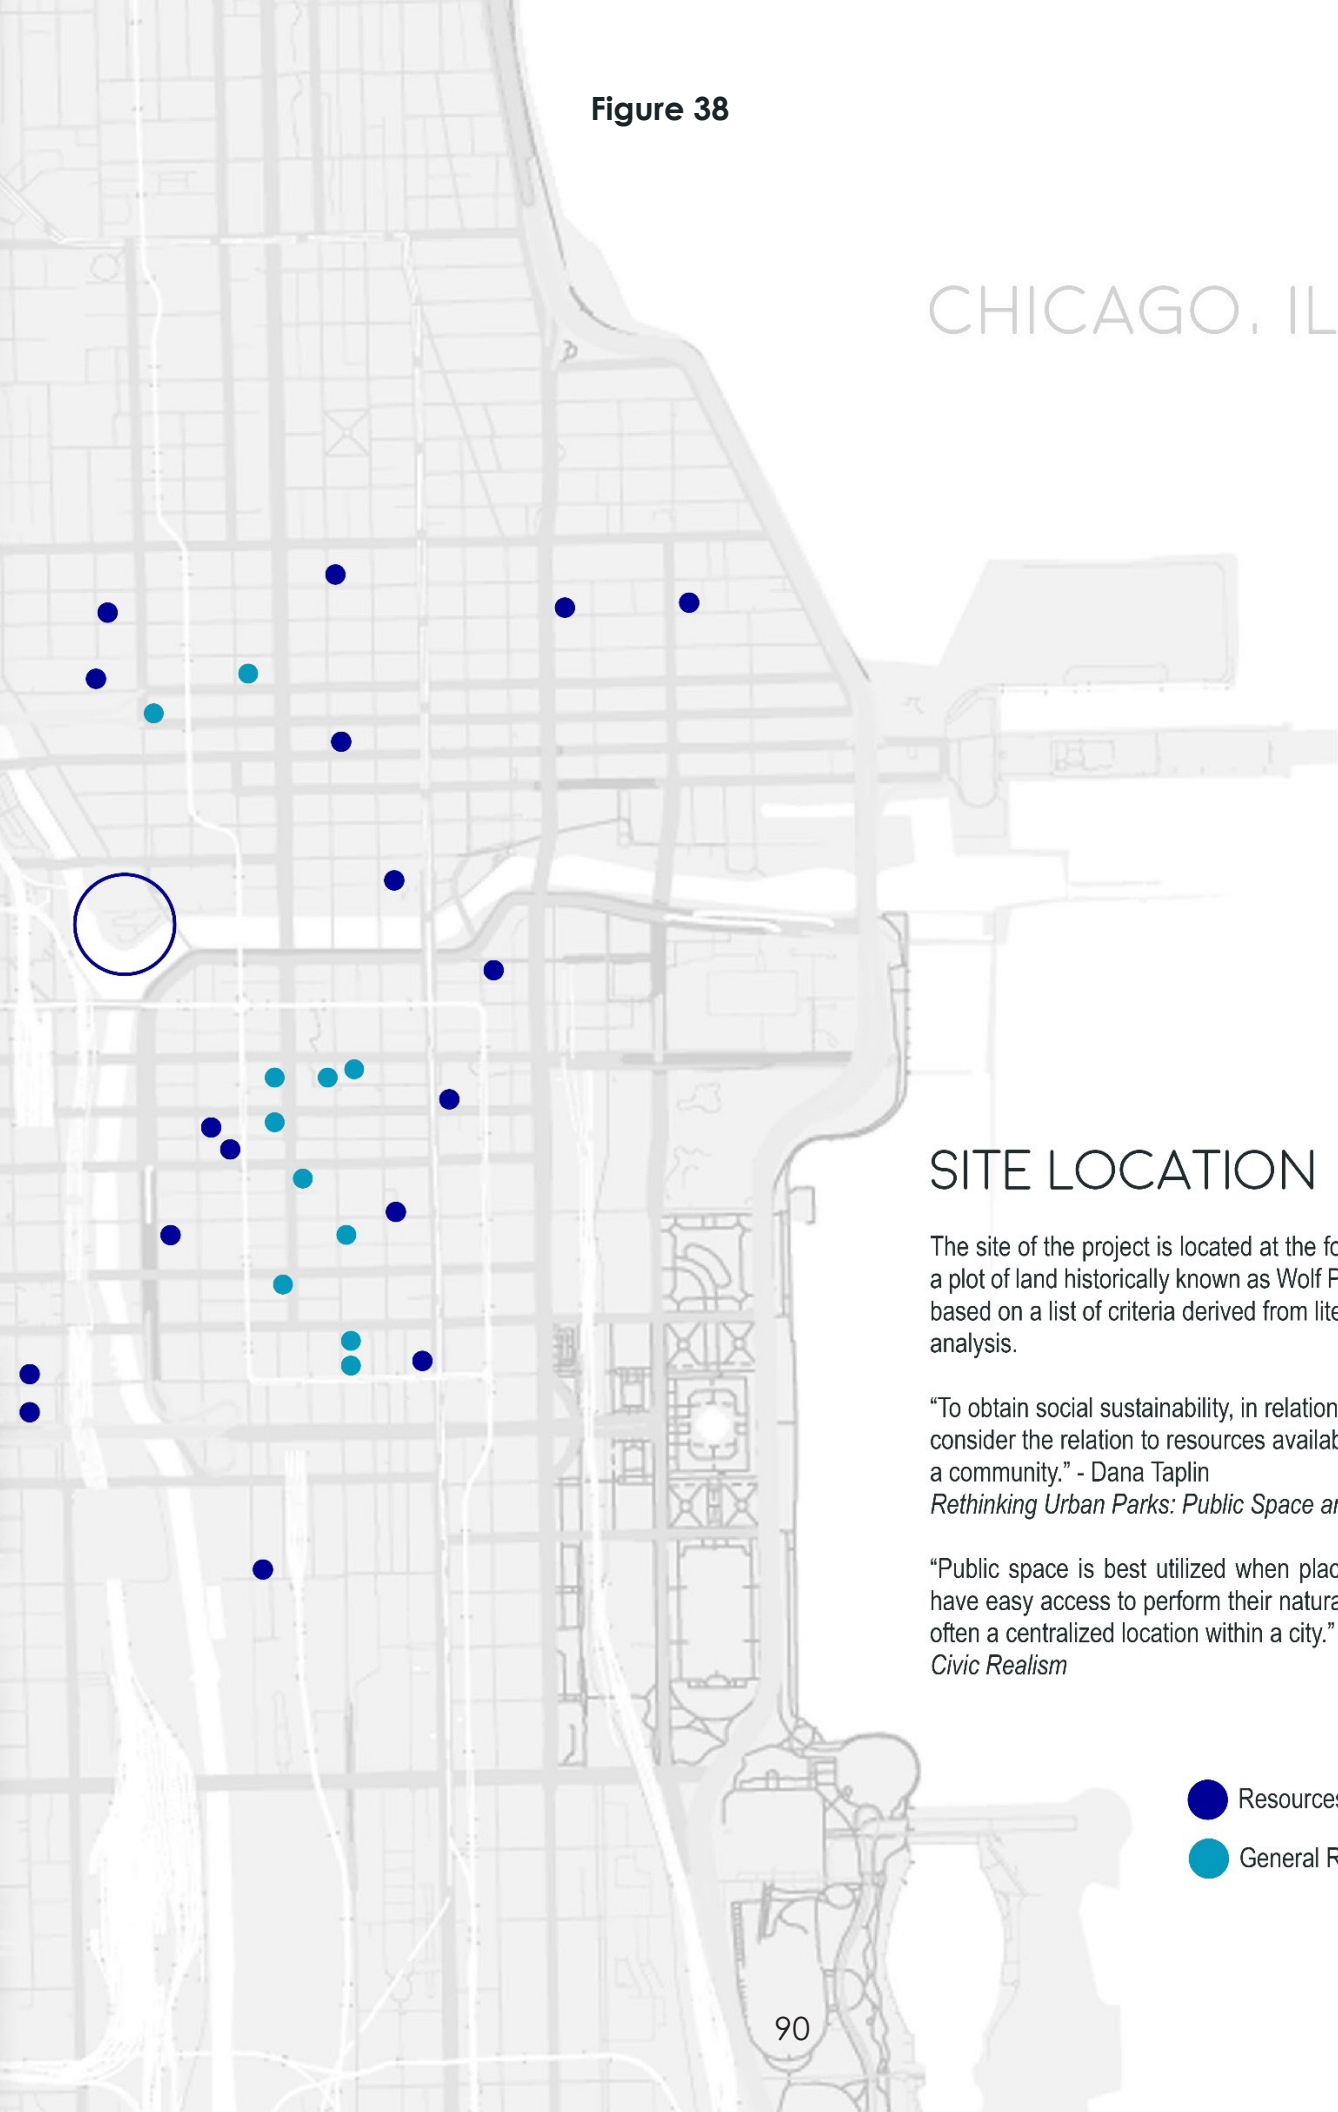 Figure 38
CHICAGO, IL
SITE LOCATION
The site of the project is located at the fo
a plot of land historically known as Wolf P
based on a list of criteria derived from lite
analysis.
“To obtain social sustainability, in relation
consider the relation to resources availab
a community.” - Dana Taplin
Rethinking Urban Parks: Public Space an
“Public space is best utilized when plac
have easy access to perform their natura
often a centralized location within a city.”
Civic Realism
Resources
General R
90